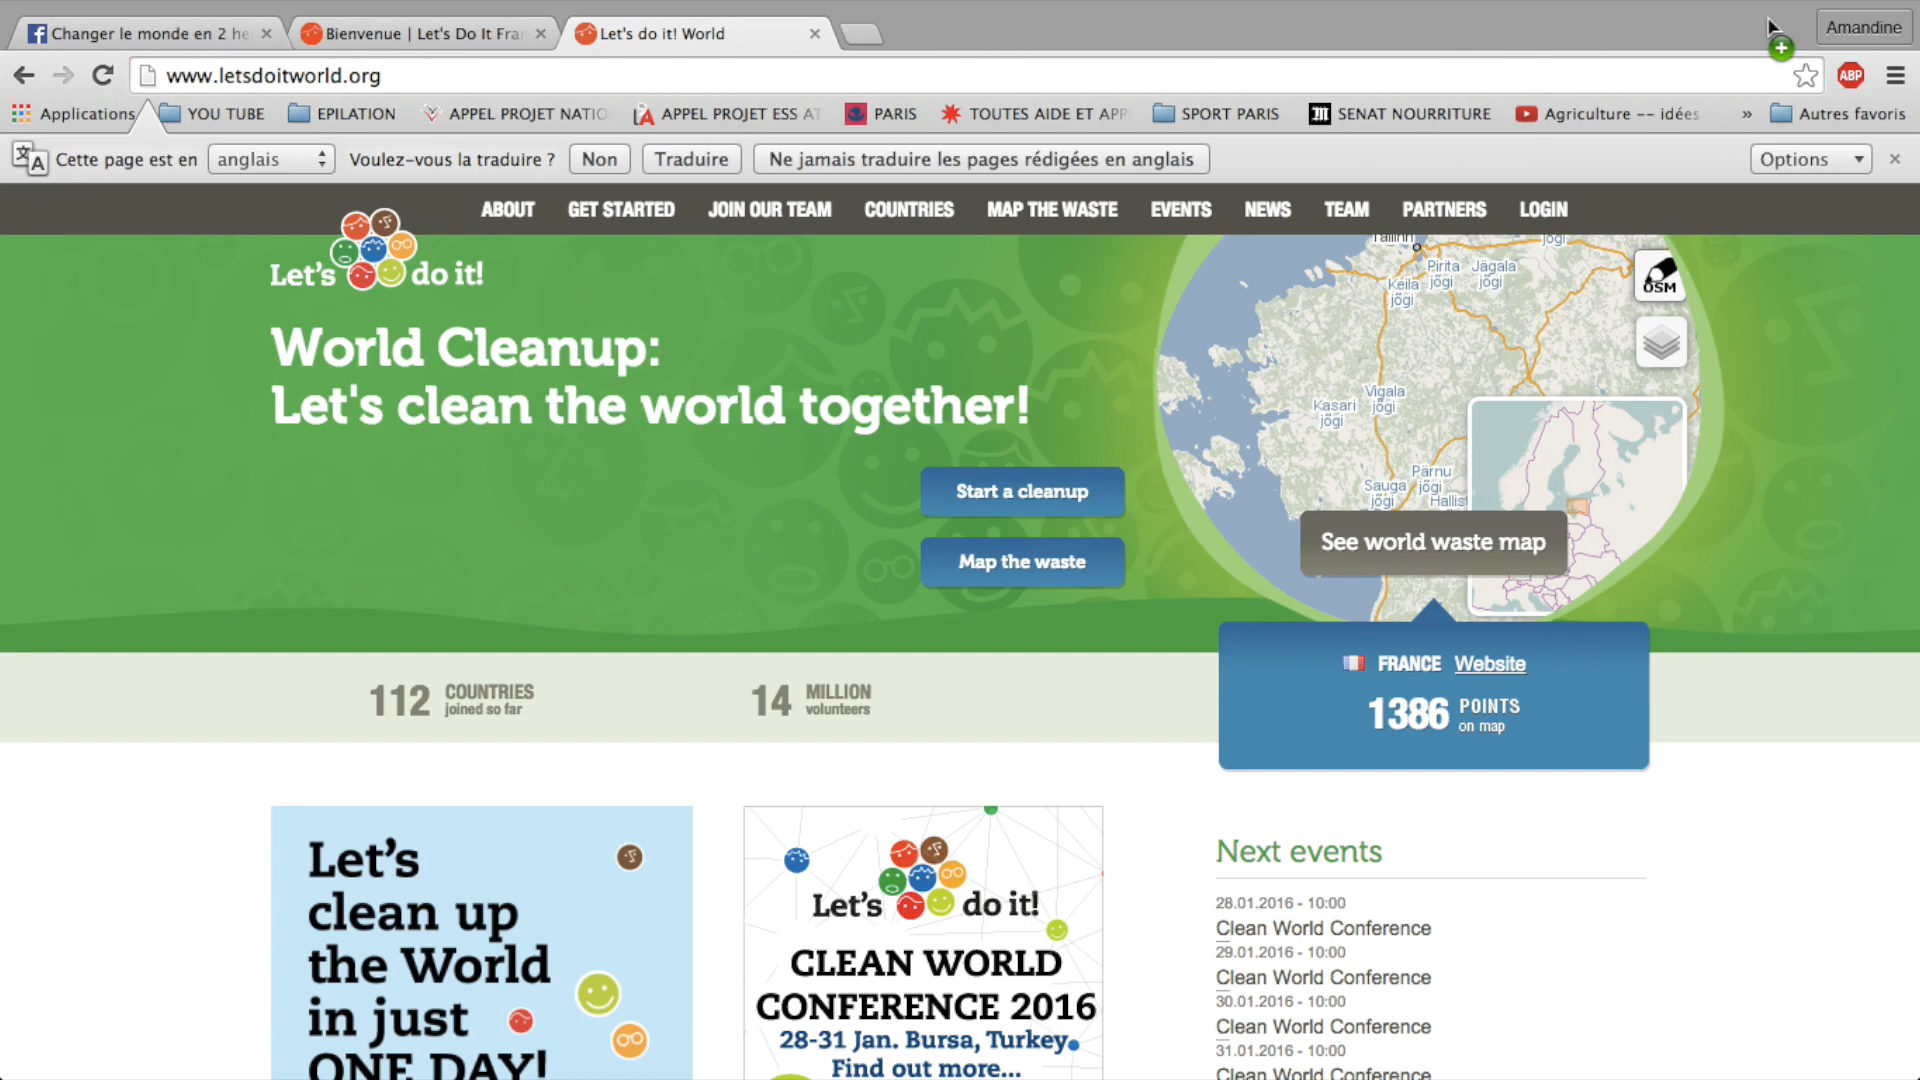 Changer le monde en 2 he
Bienvenue | Let's Do It Fran
Let's do it! World
Amandine
www.letsdoitworld.org
ABP
Applications
YOU TUBE
EPILATION
APPEL PROJET NATIO
APPEL PROJET ESS AT
PARIS
TOUTES AIDE ET APP
SPORT PARIS
SENAT NOURRITURE
Agriculture -- idées
»
Autres favoris
Cette page est en
anglais
Voulez-vous la traduire ?
Non
Traduire
Ne jamais traduire les pages rédigées en anglais
Options
ABOUT
GET STARTED
JOIN OUR TEAM
COUNTRIES
MAP THE WASTE
EVENTS
NEWS
TEAM
PARTNERS
LOGIN
Let's do it!
World Cleanup:
Let's clean the world together!
Start a cleanup
Map the waste
Tallinn
jõgi
Pirita
jõgi
Jägala
jõgi
Keila
jõgi
Vigala
jõgi
Kasari
jõgi
Pärnu
jõgi
Sauga
jõgi
Hallist
OSM
See world waste map
112 COUNTRIES
joined so far
14 MILLION
volunteers
FRANCE Website
1386 POINTS
on map
Let's
clean up
the World
in just
ONE DAY!
Let's do it!
CLEAN WORLD
CONFERENCE 2016
28-31 Jan. Bursa, Turkey
Find out more...
Next events
28.01.2016 - 10:00
Clean World Conference
29.01.2016 - 10:00
Clean World Conference
30.01.2016 - 10:00
Clean World Conference
31.01.2016 - 10:00
Clean World Conference